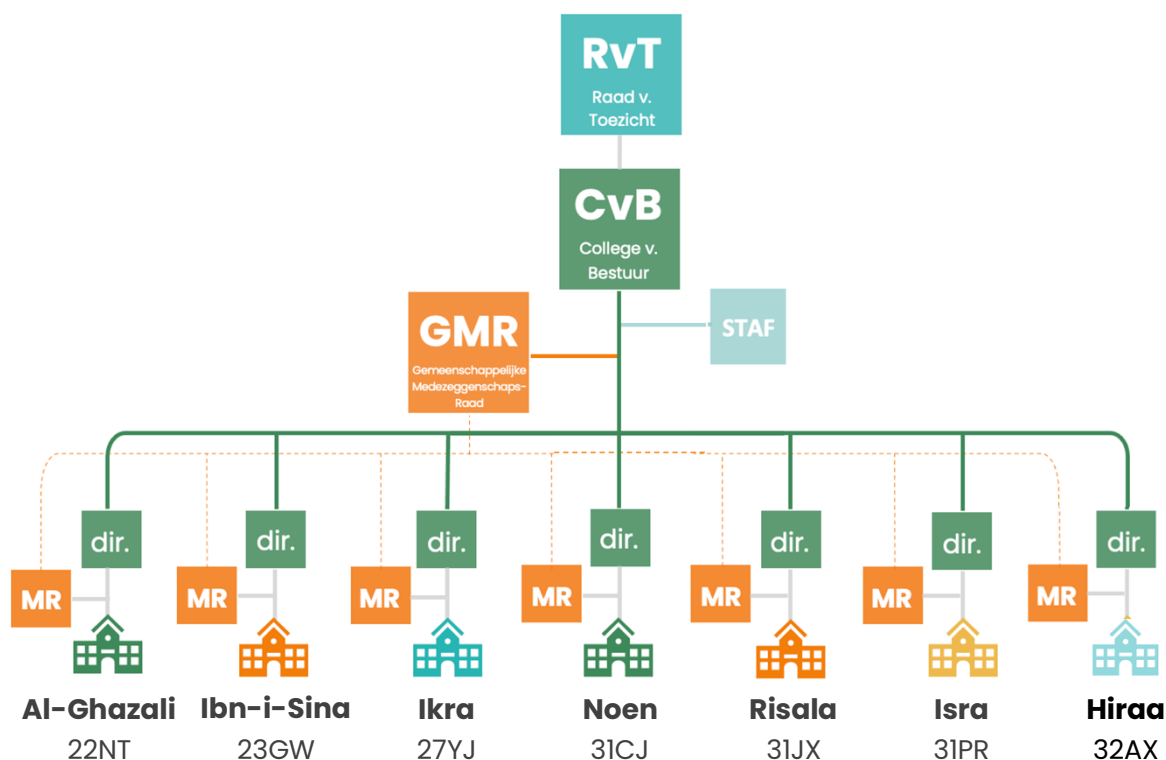 RvT
Raad v.
Toezicht
CvB
College v.
Bestuur
GMR
Gemeenschappelijke
Medezeggenschaps-
Raad
STAF
dir. dir. dir. dir. dir. dir. dir.
MR MR MR MR MR MR MR
Al-Ghazali Ibn-i-Sina Ikra Noen Risala Isra Hiraa
22NT 23GW 27YJ 31CJ 31JX 31PR 32AX